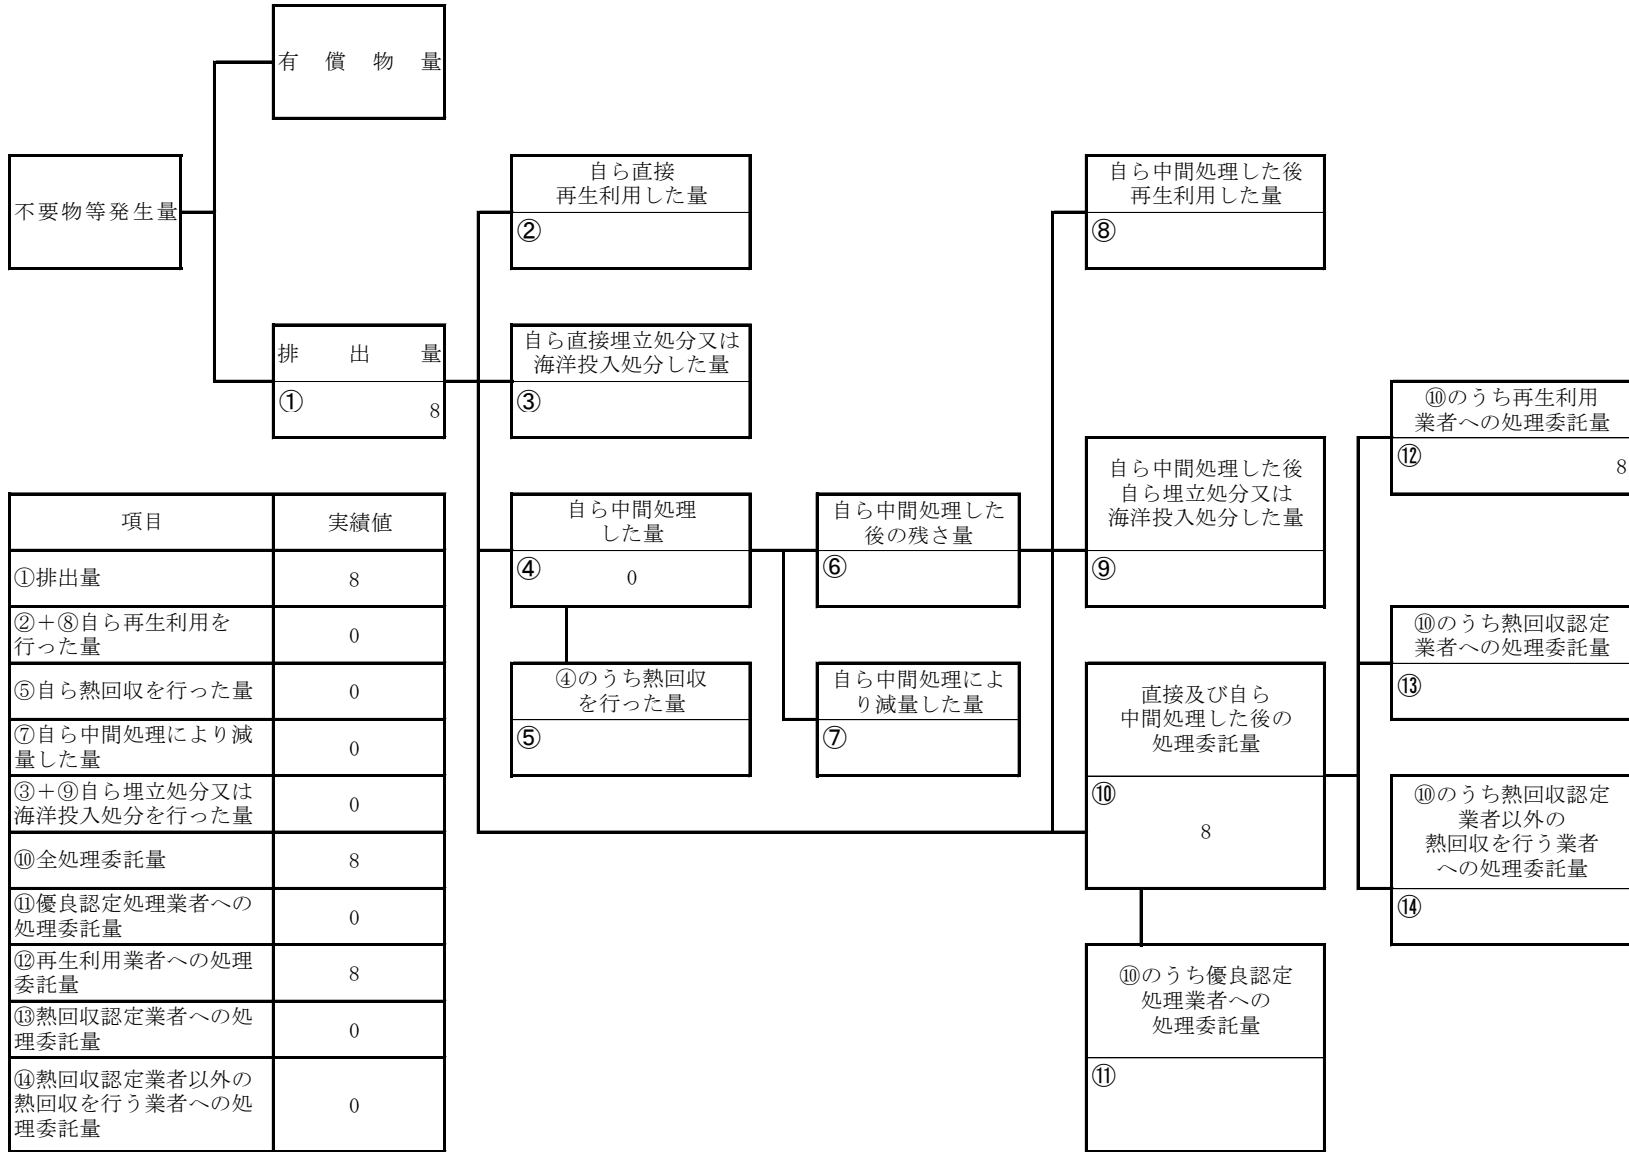 有償物量
不要物等発生量
排出量
①
8
自ら直接
再生利用した量
②
自ら直接埋立処分又は
海洋投入処分した量
③
自ら中間処理
した量
④
0
④のうち熱回収
を行った量
⑤
自ら中間処理した
後の残さ量
⑥
自ら中間処理によ
り減量した量
⑦
自ら中間処理した後
再生利用した量
⑧
自ら中間処理した後
自ら埋立処分又は
海洋投入処分した量
⑨
直接及び自ら
中間処理した後の
処理委託量
⑩
8
⑩のうち優良認定
処理業者への
処理委託量
⑪
⑩のうち再生利用
業者への処理委託量
⑫
8
⑩のうち熱回収認定
業者への処理委託量
⑬
⑩のうち熱回収認定
業者以外の
熱回収を行う業者
への処理委託量
⑭
項目 実績値
①排出量 8
②＋⑧自ら再生利用を
行った量
0
⑤自ら熱回収を行った量 0
⑦自ら中間処理により減
量した量
0
③＋⑨自ら埋立処分又は
海洋投入処分を行った量
0
⑩全処理委託量 8
⑪優良認定処理業者への
処理委託量
0
⑫再生利用業者への処理
委託量
8
⑬熱回収認定業者への処
理委託量
0
⑭熱回収認定業者以外の
熱回収を行う業者への処
理委託量
0